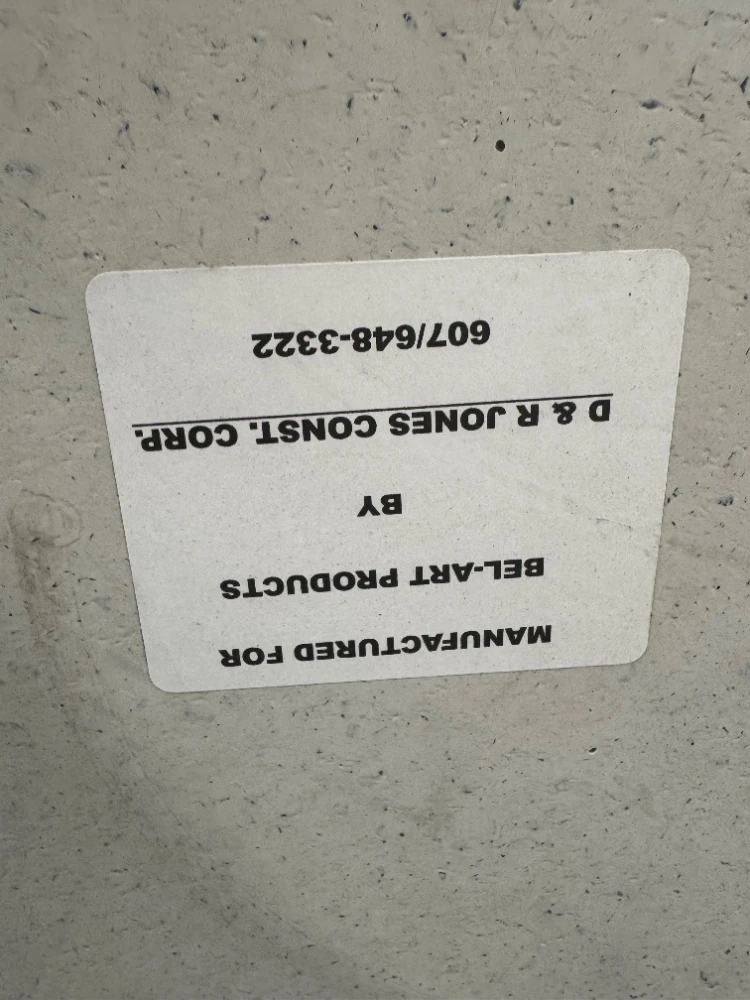 MANUFACTURED FOR
BEL-ART PRODUCTS
BY
D & R JONES CONST. CORP.
607/648-3322